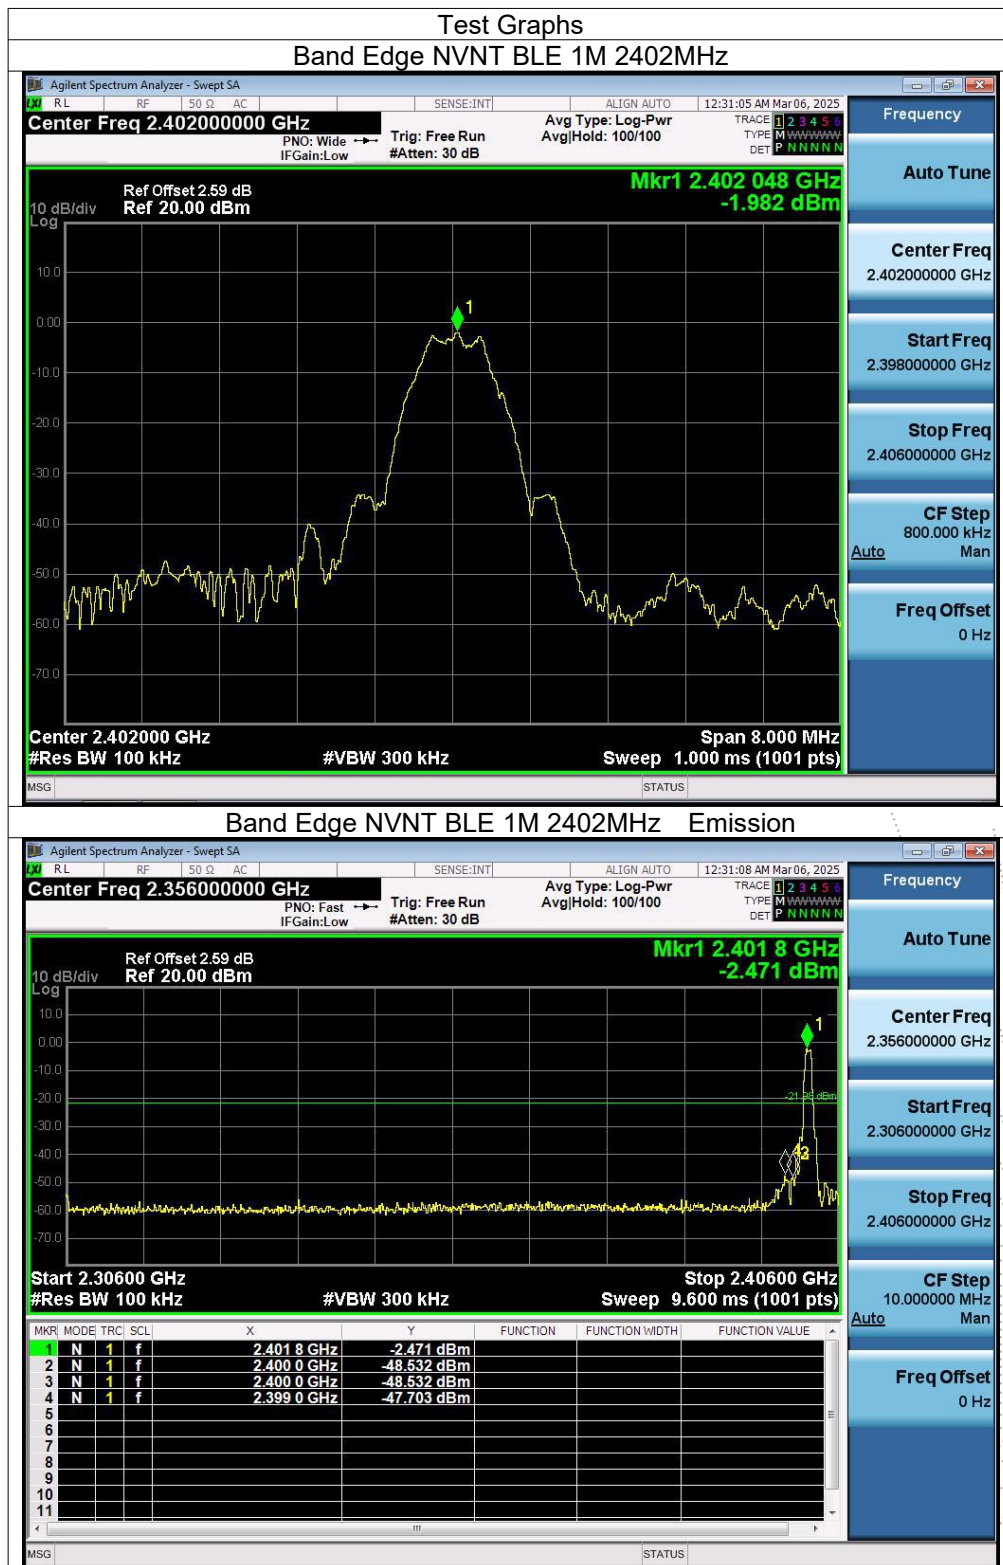 Test Graphs
Band Edge NVNT BLE 1M 2402MHz
Agilent Spectrum Analyzer - Swept SA
LXI RL RF 50 Ω AC SENSE:INT ALIGN AUTO 12:31:05 AM Mar 06, 2025
Center Freq 2.402000000 GHz
PNO: Wide
IFGain:Low
Trig: Free Run
#Atten: 30 dB
Avg Type: Log-Pwr
Avg|Hold: 100/100
TRACE 1 2 3 4 5 6
TYPE M WWWWW
DET P N N N N N
Ref Offset 2.59 dB
Ref 20.00 dBm
10 dB/div
Log
Mkr1 2.402 048 GHz
-1.982 dBm
1
10.0
0.00
-10.0
-20.0
-30.0
-40.0
-50.0
-60.0
-70.0
Center 2.402000 GHz
Span 8.000 MHz
#Res BW 100 kHz
#VBW 300 kHz
Sweep 1.000 ms (1001 pts)
MSG STATUS
Frequency
Auto Tune
Center Freq
2.402000000 GHz
Start Freq
2.398000000 GHz
Stop Freq
2.406000000 GHz
CF Step
800.000 kHz
Auto Man
Freq Offset
0 Hz
Band Edge NVNT BLE 1M 2402MHz Emission
Agilent Spectrum Analyzer - Swept SA
LXI RL RF 50 Ω AC SENSE:INT ALIGN AUTO 12:31:08 AM Mar 06, 2025
Center Freq 2.356000000 GHz
PNO: Fast
IFGain:Low
Trig: Free Run
#Atten: 30 dB
Avg Type: Log-Pwr
Avg|Hold: 100/100
TRACE 1 2 3 4 5 6
TYPE M WWWWW
DET P N N N N N
Ref Offset 2.59 dB
Ref 20.00 dBm
10 dB/div
Log
Mkr1 2.401 8 GHz
-2.471 dBm
1
10.0
0.00
-10.0
-20.0
-21.98 dBm
-30.0
-40.0
-50.0
-60.0
-70.0
Start 2.30600 GHz
Stop 2.40600 GHz
#Res BW 100 kHz
#VBW 300 kHz
Sweep 9.600 ms (1001 pts)
MKR MODE TRC SCL X Y FUNCTION FUNCTION WIDTH FUNCTION VALUE
1 N 1 f 2.401 8 GHz -2.471 dBm
2 N 1 f 2.400 0 GHz -48.532 dBm
3 N 1 f 2.400 0 GHz -48.532 dBm
4 N 1 f 2.399 0 GHz -47.703 dBm
5
6
7
8
9
10
11
MSG STATUS
Frequency
Auto Tune
Center Freq
2.356000000 GHz
Start Freq
2.306000000 GHz
Stop Freq
2.406000000 GHz
CF Step
10.000000 MHz
Auto Man
Freq Offset
0 Hz